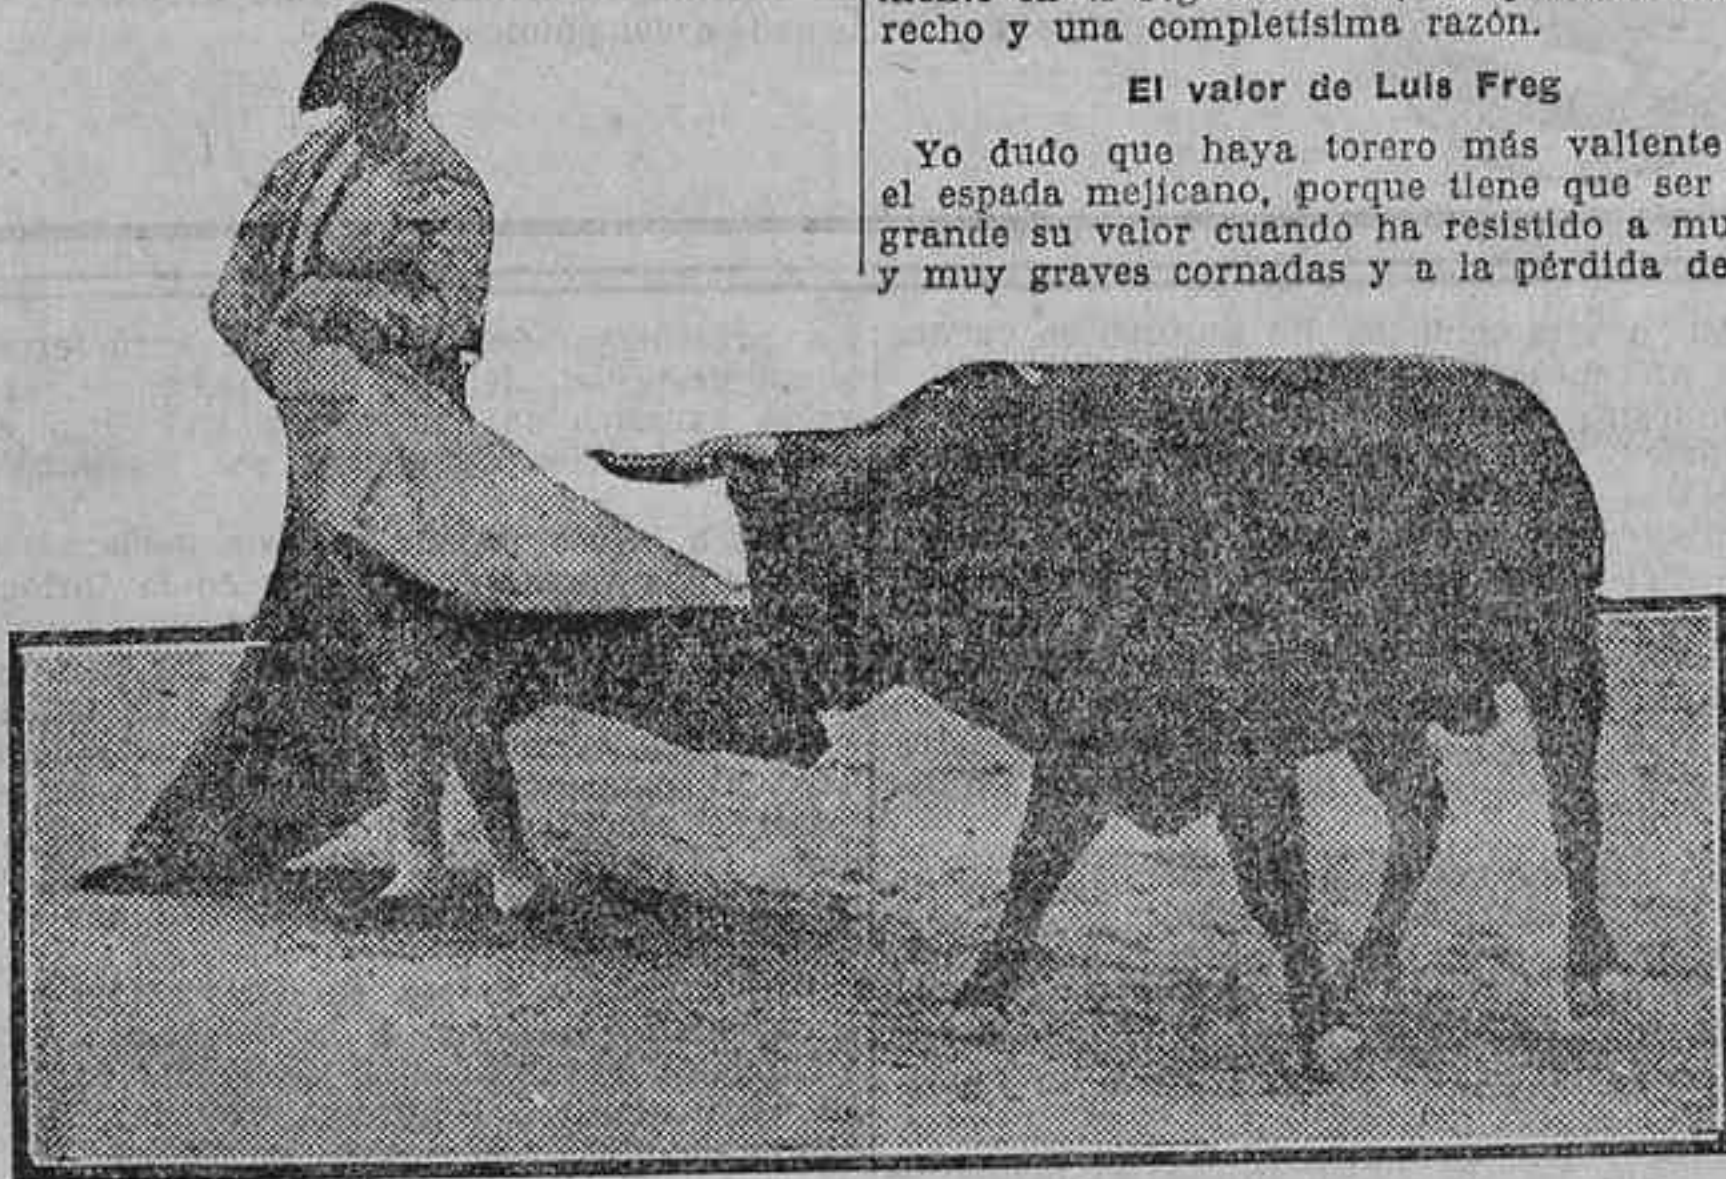 recho y una completísima razón.
El valor de Luis Freg
Yo dudo que haya torero más valiente
el espada mejicano, porque tiene que ser
grande su valor cuando ha resistido a mu
y muy graves cornadas y a la pérdida de